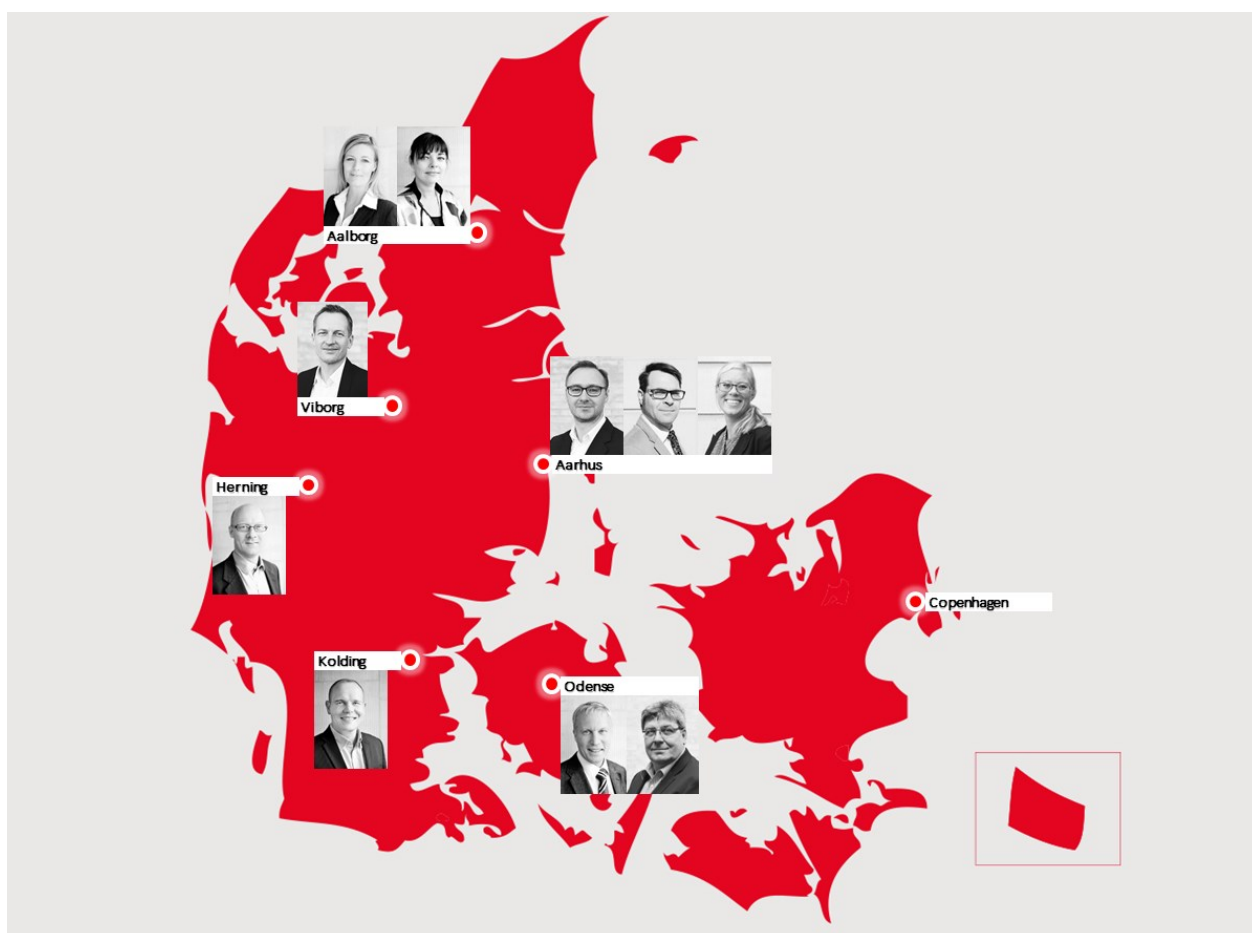 Aalborg
Viborg
Aarhus
Herning
Copenhagen
Kolding
Odense